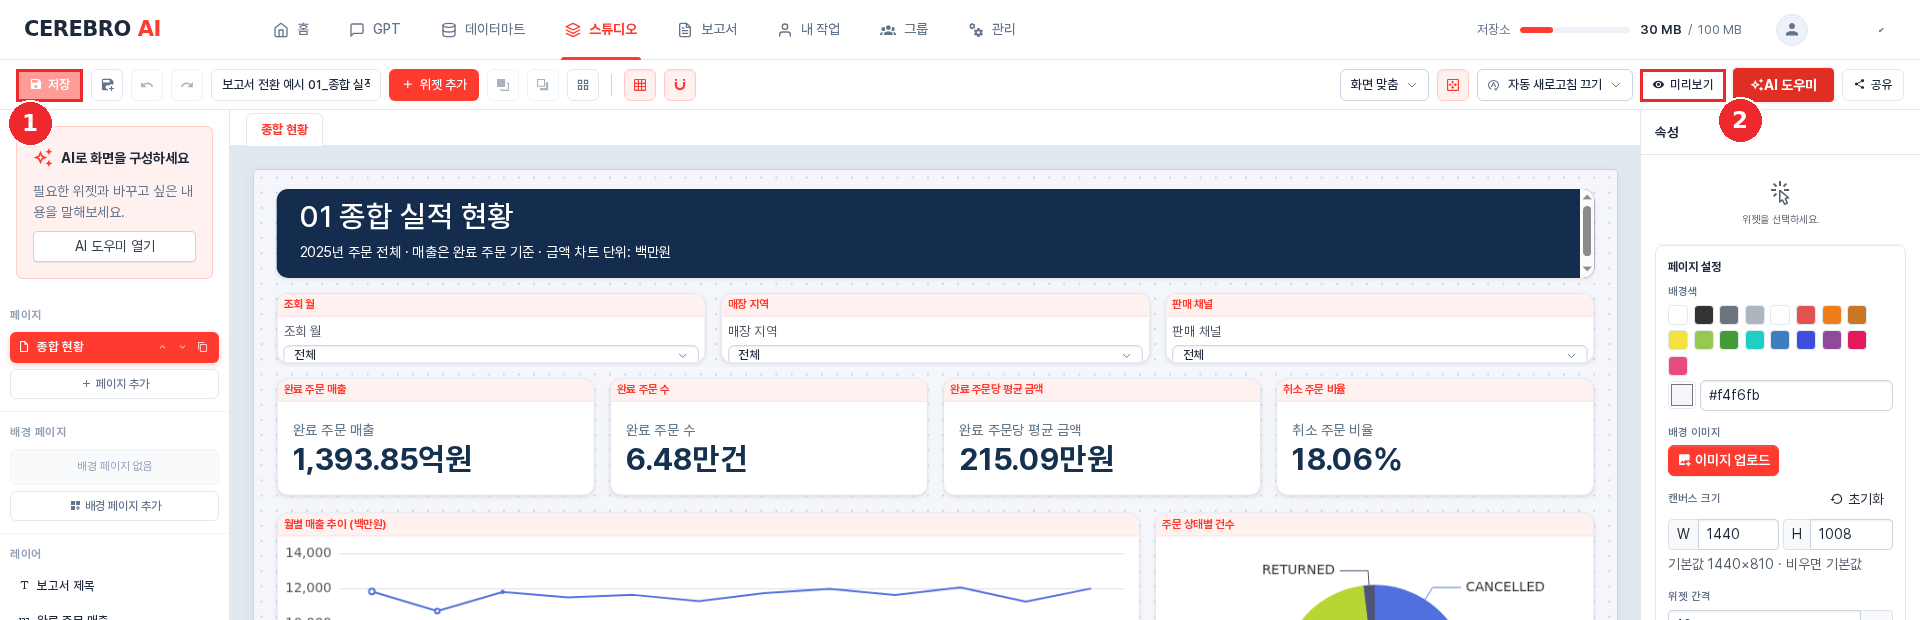 CEREBRO AI
홈
GPT
데이터마트
스튜디오
보고서
내 작업
그룹
관리
저장소
30 MB / 100 MB
저장
보고서 전환 예시 01_종합 실적
+ 위젯 추가
화면 맞춤
자동 새로고침 끄기
미리보기
AI 도우미
공유
1
2
AI로 화면을 구성하세요
필요한 위젯과 바꾸고 싶은 내
용을 말해보세요.
AI 도우미 열기
페이지
종합 현황
+ 페이지 추가
배경 페이지
배경 페이지 없음
배경 페이지 추가
레이어
T 보고서 제목
완료 주문 매출
종합 현황
01 종합 실적 현황
2025년 주문 전체 · 매출은 완료 주문 기준 · 금액 차트 단위: 백만원
조회 월
조회 월
전체
매장 지역
매장 지역
전체
판매 채널
판매 채널
전체
완료 주문 매출
완료 주문 매출
1,393.85억원
완료 주문 수
완료 주문 수
6.48만건
완료 주문당 평균 금액
완료 주문당 평균 금액
215.09만원
취소 주문 비율
취소 주문 비율
18.06%
월별 매출 추이 (백만원)
14,000
12,000
주문 상태별 건수
RETURNED
CANCELLED
속성
위젯을 선택하세요.
페이지 설정
배경색
#f4f6fb
배경 이미지
이미지 업로드
캔버스 크기
초기화
W 1440
H 1008
기본값 1440×810 · 비우면 기본값
위젯 간격